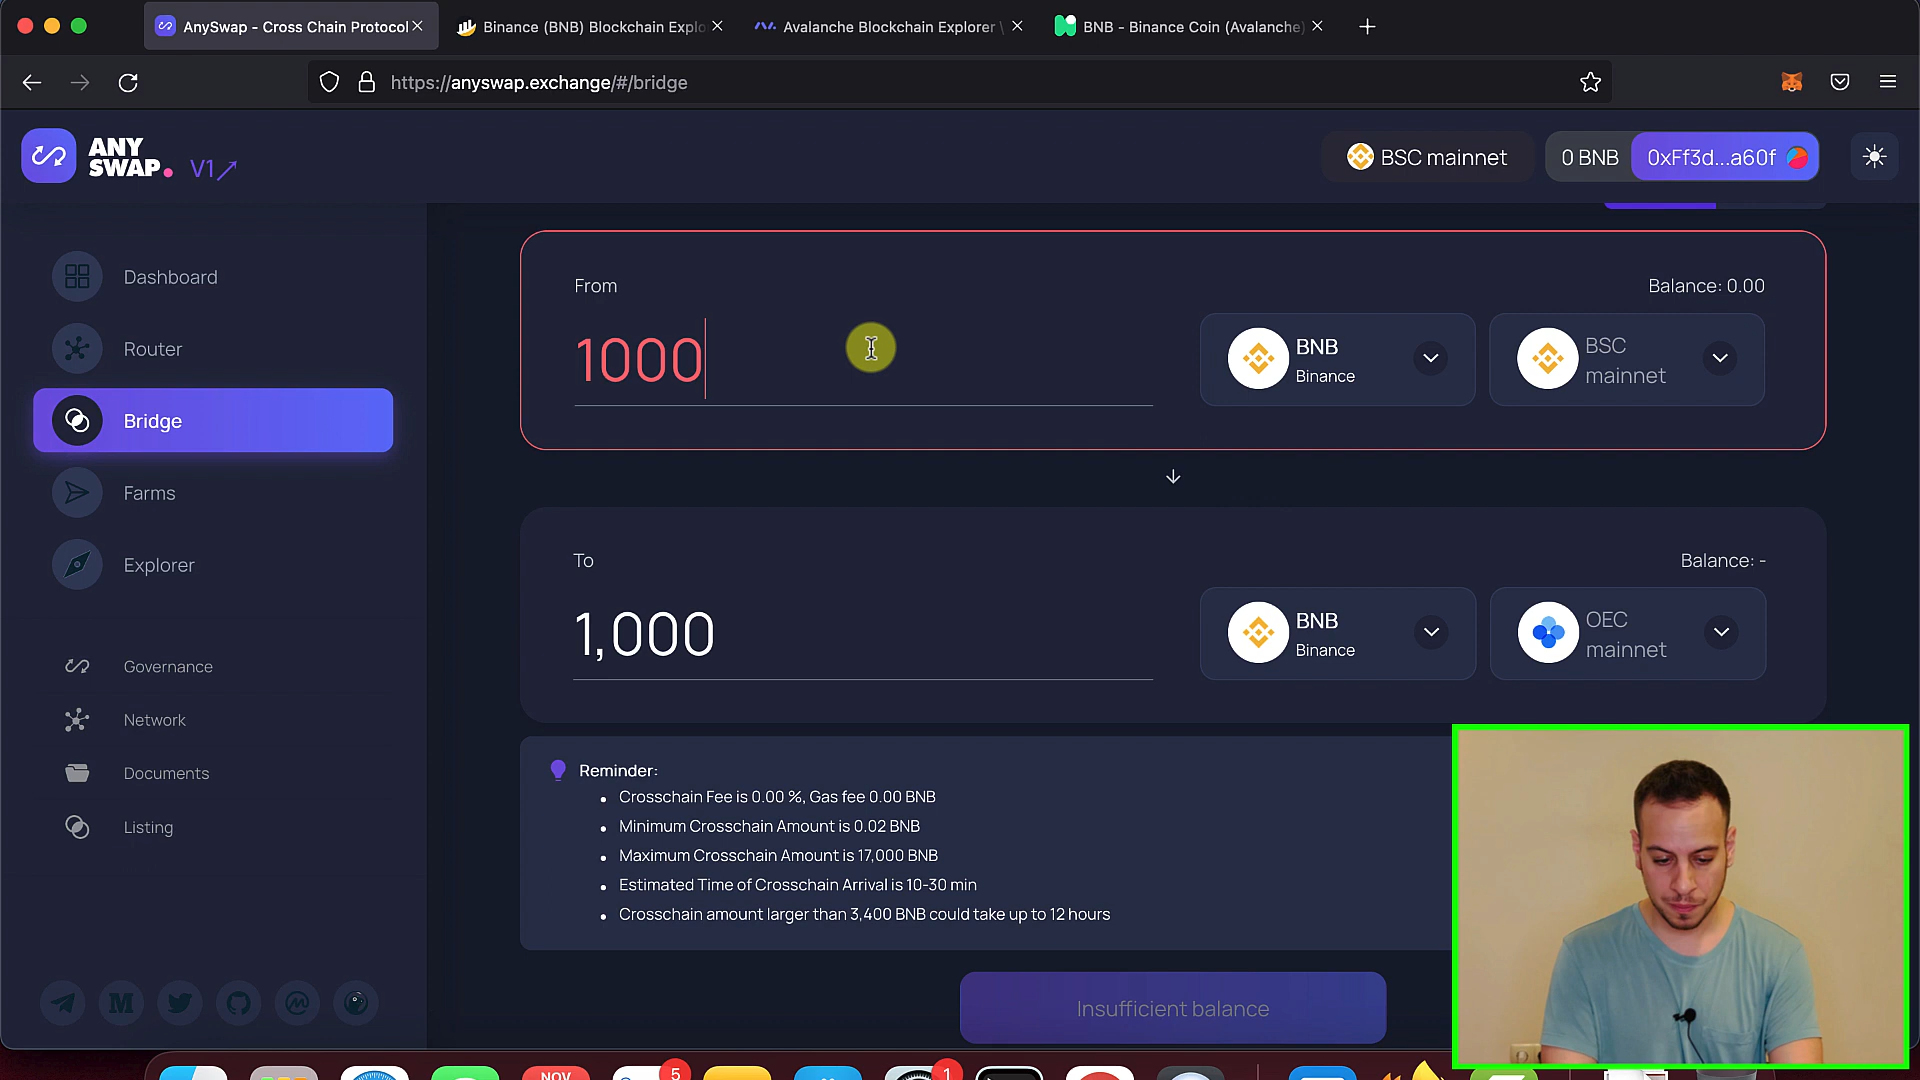 AnySwap - Cross Chain Protocol
Binance (BNB) Blockchain Explo
Avalanche Blockchain Explorer \
BNB - Binance Coin (Avalanche)
https://anyswap.exchange/#/bridge
ANY
SWAP.
V1
BSC mainnet
0 BNB
0xFf3d...a60f
Dashboard
Router
Bridge
Farms
Explorer
Governance
Network
Documents
Listing
From
Balance: 0.00
1000
BNB
Binance
BSC
mainnet
To
Balance: -
1,000
BNB
Binance
OEC
mainnet
Reminder:
Crosschain Fee is 0.00 %, Gas fee 0.00 BNB
Minimum Crosschain Amount is 0.02 BNB
Maximum Crosschain Amount is 17,000 BNB
Estimated Time of Crosschain Arrival is 10-30 min
Crosschain amount larger than 3,400 BNB could take up to 12 hours
Insufficient balance
NOV
5
1